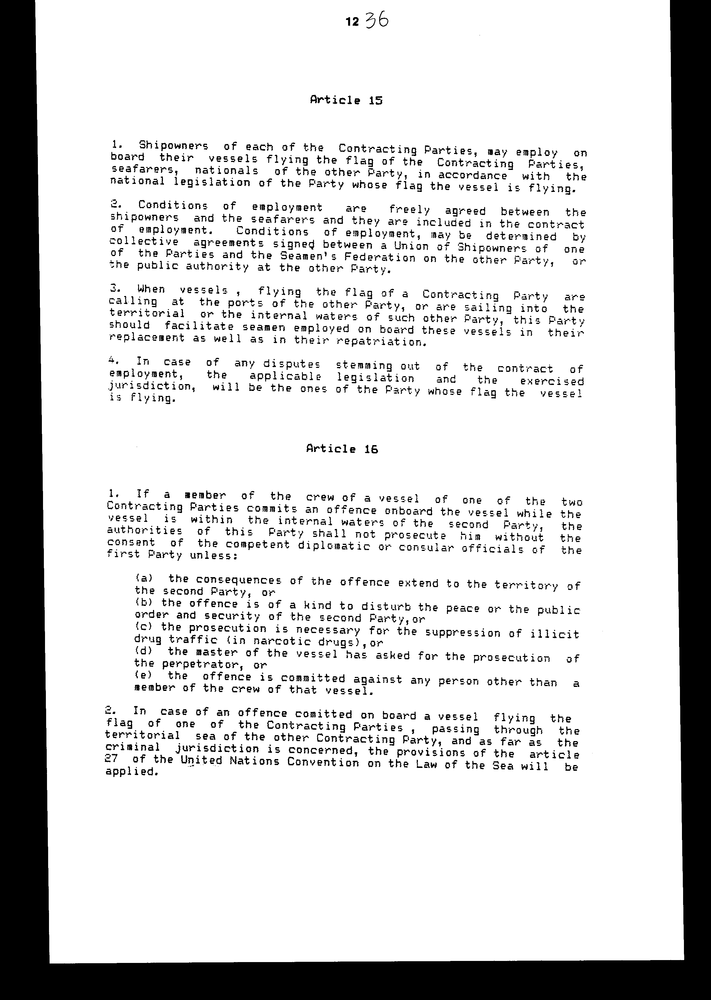 12 36
Article 15
1. Shipowners of each of the Contracting Parties, may employ on
board their vessels flying the flag of the Contracting Parties,
seafarers, nationals of the other Party, in accordance with the
national legislation of the Party whose flag the vessel is flying.
2. Conditions of employment are freely agreed between the
shipowners and the seafarers and they are included in the contract
of employment. Conditions of employment, may be determined by
collective agreements signed between a Union of Shipowners of one
of the Parties and the Seamen's Federation on the other Party, or
the public authority at the other Party.
3. When vessels , flying the flag of a Contracting Party are
calling at the ports of the other Party, or are sailing into the
territorial or the internal waters of such other Party, this Party
should facilitate seamen employed on board these vessels in their
replacement as well as in their repatriation.
4. In case of any disputes stemming out of the contract of
employment, the applicable legislation and the exercised
jurisdiction, will be the ones of the Party whose flag the vessel
is flying.
Article 16
1. If a member of the crew of a vessel of one of the two
Contracting Parties commits an offence onboard the vessel while the
vessel is within the internal waters of the second Party, the
authorities of this Party shall not prosecute him without the
consent of the competent diplomatic or consular officials of the
first Party unless:
(a) the consequences of the offence extend to the territory of
the second Party, or
(b) the offence is of a kind to disturb the peace or the public
order and security of the second Party,or
(c) the prosecution is necessary for the suppression of illicit
drug traffic (in narcotic drugs),or
(d) the master of the vessel has asked for the prosecution of
the perpetrator, or
(e) the offence is committed against any person other than a
member of the crew of that vessel.
2. In case of an offence comitted on board a vessel flying the
flag of one of the Contracting Parties , passing through the
territorial sea of the other Contracting Party, and as far as the
criminal jurisdiction is concerned, the provisions of the article
27 of the United Nations Convention on the Law of the Sea will be
applied.